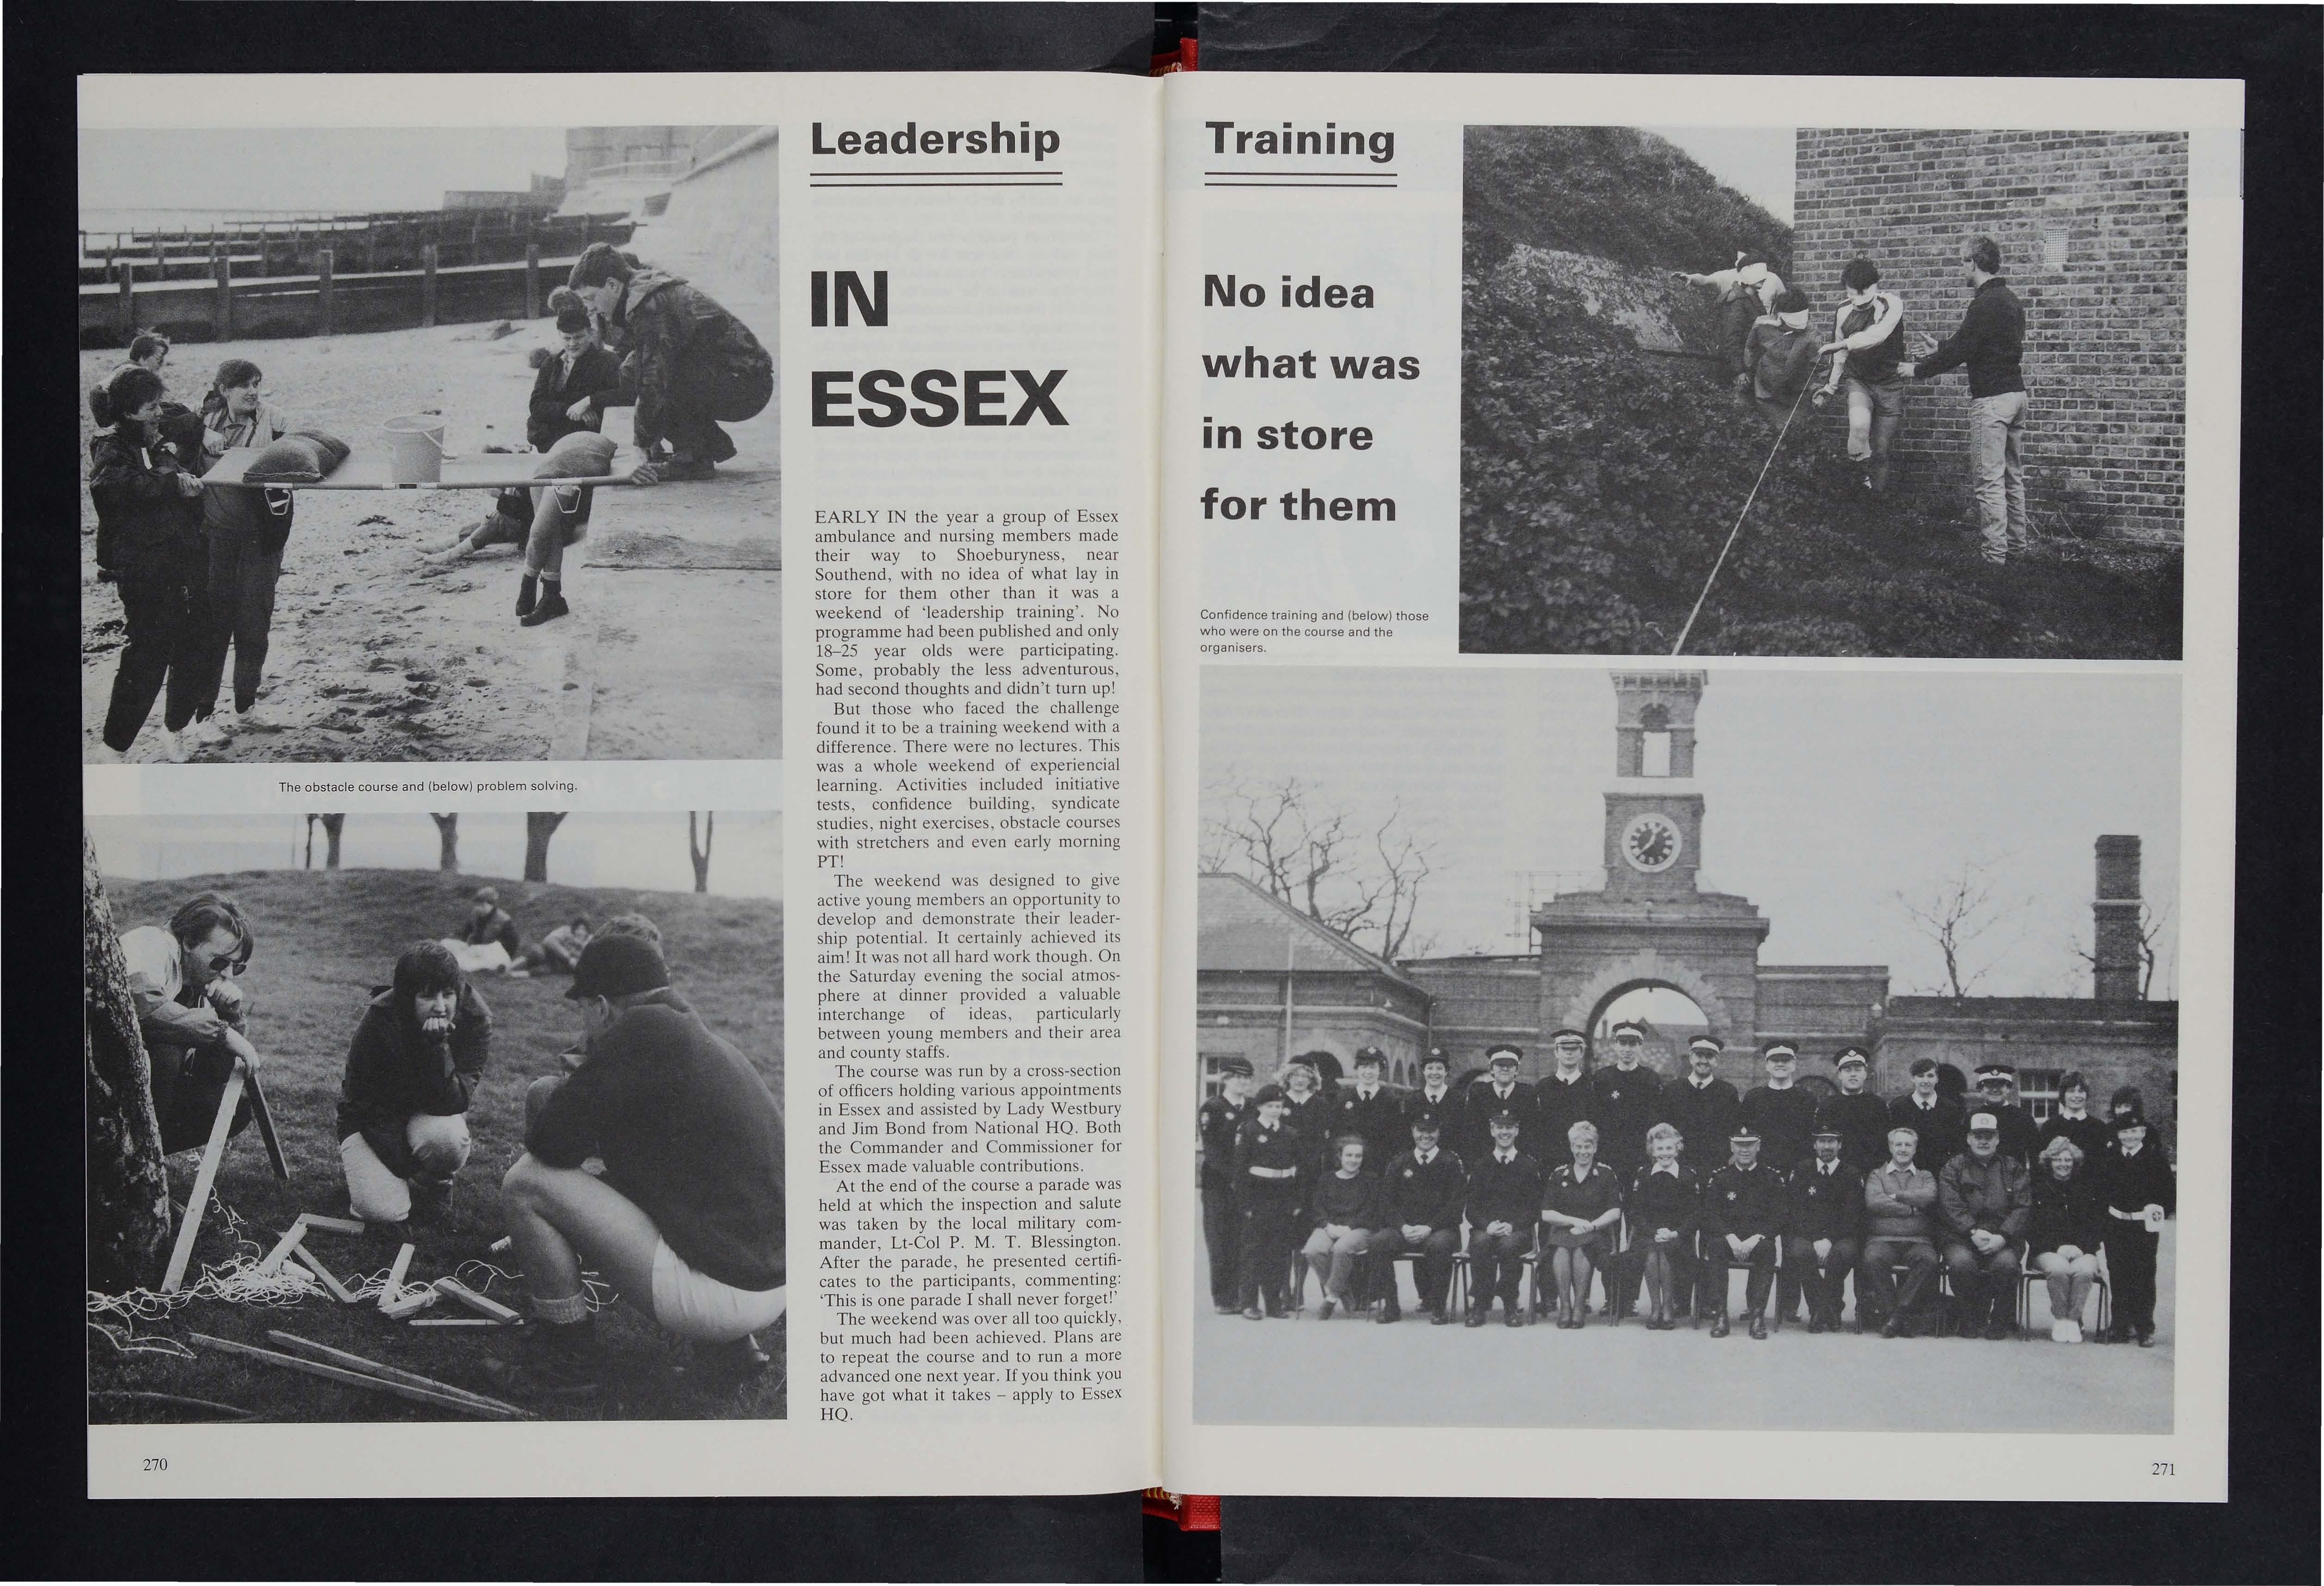 Leadership
IN
ESSEX
EARLY IN the year a group of Essex
ambulance and nursing members made
their way to Shoeburyness, near
Southend, with no idea of what lay in
store for them other than it was a
weekend of ‘leadership training’. No
programme had been published and only
18–25 year olds were participating.
Some, probably the less adventurous,
had second thoughts and didn’t turn up!
But those who faced the challenge
found it to be a training weekend with a
difference. There were no lectures. This
was a whole weekend of experiencial
learning. Activities included initiative
tests, confidence building, syndicate
studies, night exercises, obstacle courses
with stretchers and even early morning
PT!
The weekend was designed to give
active young members an opportunity to
develop and demonstrate their leader-
ship potential. It certainly achieved its
aim! It was not all hard work though. On
the Saturday evening the social atmos-
phere at dinner provided a valuable
interchange of ideas, particularly
between young members and their area
and county staffs.
The course was run by a cross-section
of officers holding various appointments
in Essex and assisted by Lady Westbury
and Jim Bond from National HQ. Both
the Commander and Commissioner for
Essex made valuable contributions.
At the end of the course a parade was
held at which the inspection and salute
was taken by the local military com-
mander, Lt-Col P. M. T. Blessington.
After the parade, he presented certifi-
cates to the participants, commenting:
‘This is one parade I shall never forget!’
The weekend was over all too quickly,
but much had been achieved. Plans are
to repeat the course and to run a more
advanced one next year. If you think you
have got what it takes – apply to Essex
HQ.
The obstacle course and (below) problem solving.
270
Training
No idea
what was
in store
for them
Confidence training and (below) those
who were on the course and the
organisers.
271